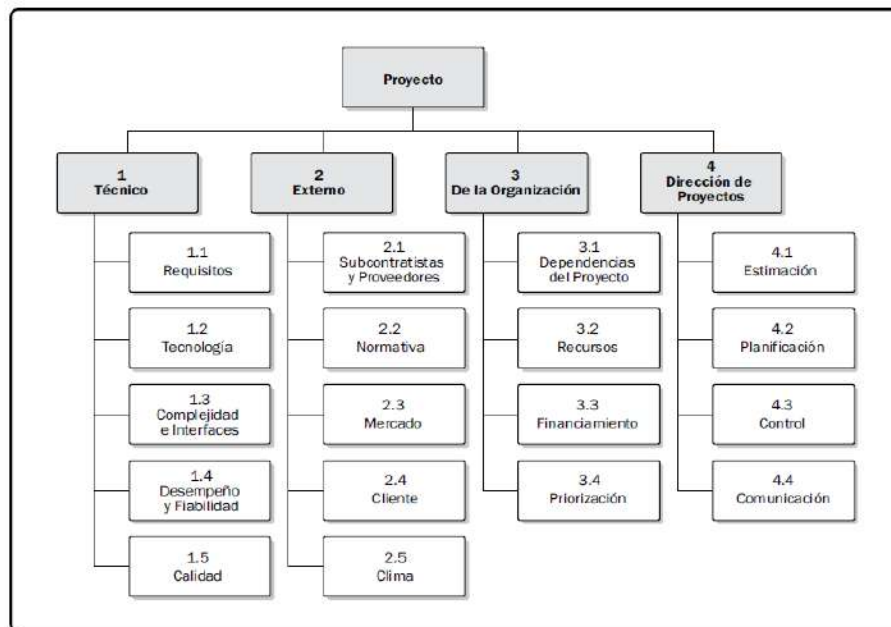 Proyecto
1
Técnico
2
Externo
3
De la Organización
4
Dirección de
Proyectos
1.1
Requisitos
2.1
Subcontratistas
y Proveedores
3.1
Dependencias
del Proyecto
4.1
Estimación
1.2
Tecnología
2.2
Normativa
3.2
Recursos
4.2
Planificación
1.3
Complejidad
e Interfaces
2.3
Mercado
3.3
Financiamiento
4.3
Control
1.4
Desempeño
y Fiabilidad
2.4
Cliente
3.4
Priorización
4.4
Comunicación
1.5
Calidad
2.5
Clima